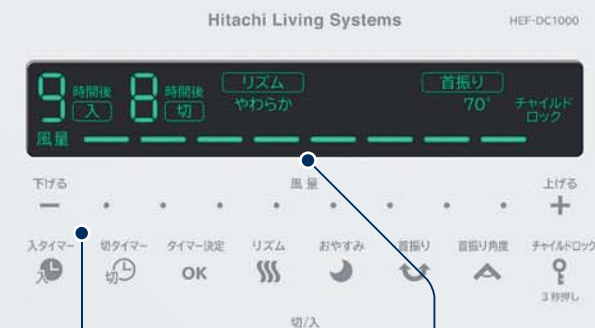 Hitachi Living Systems
HEF-DC1000
9 時間後 入 8 時間後 切 リズム やわらか 首振り 70° チャイルドロック
風量
下げる 風量 上げる
− +
入タイマー 切タイマー タイマー決定 リズム おやすみ 首振り 首振り角度 チャイルドロック
入 切 OK
3秒押し
切/入